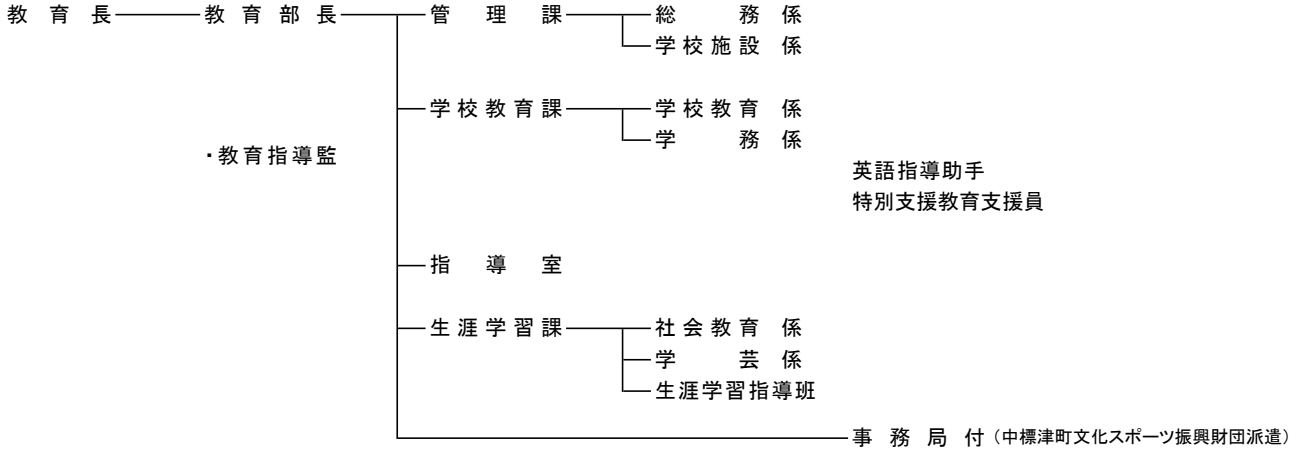 教育長 教育部長 管理課 総務係
学校施設係
学校教育課 学校教育係
学務係
・教育指導監
英語指導助手
特別支援教育支援員
指導室
生涯学習課 社会教育係
学芸係
生涯学習指導班
事務局付（中標津町文化スポーツ振興財団派遣）